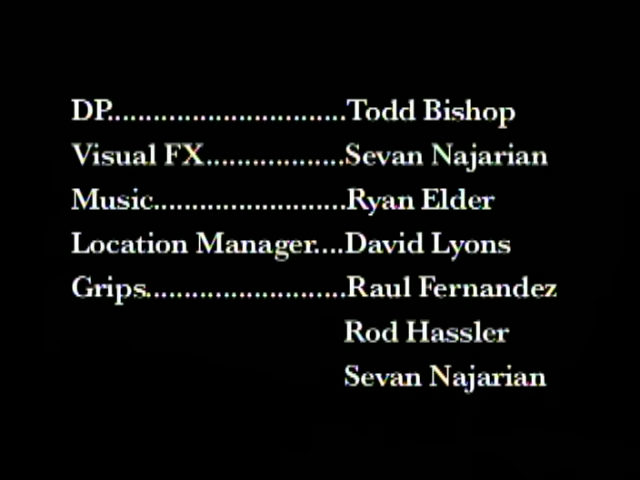 DP...............................Todd Bishop
Visual FX..................Sevan Najarian
Music.........................Ryan Elder
Location Manager....David Lyons
Grips..........................Raul Fernandez
Rod Hassler
Sevan Najarian